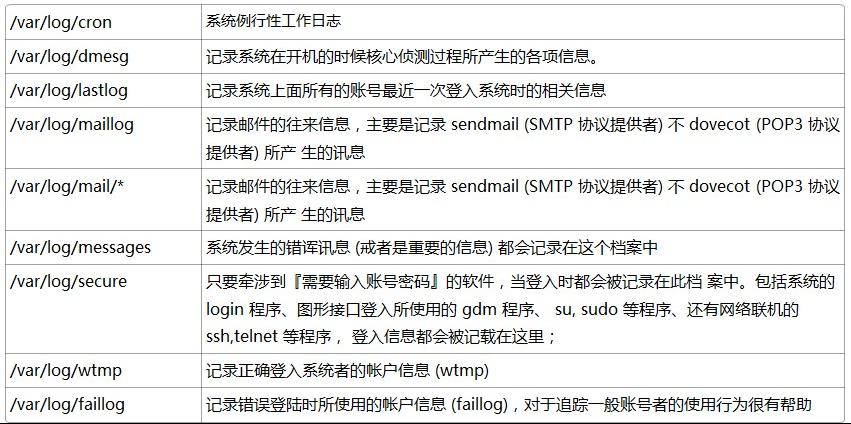 /var/log/cron 系统例行性工作日志
/var/log/dmesg 记录系统在开机的时候核心侦测过程所产生的各项信息。
/var/log/lastlog 记录系统上面所有的账号最近一次登入系统时的相关信息
/var/log/maillog 记录邮件的往来信息，主要是记录 sendmail (SMTP 协议提供者) 不 dovecot (POP3 协议
提供者) 所产 生的讯息
/var/log/mail/* 记录邮件的往来信息，主要是记录 sendmail (SMTP 协议提供者) 不 dovecot (POP3 协议
提供者) 所产 生的讯息
/var/log/messages 系统发生的错诨讯息 (戒者是重要的信息) 都会记录在这个档案中
/var/log/secure 只要牵涉到『需要输入账号密码』的软件，当登入时都会被记录在此档 案中。包括系统的
login 程序、图形接口登入所使用的 gdm 程序、 su, sudo 等程序、还有网络联机的
ssh,telnet 等程序， 登入信息都会被记载在这里；
/var/log/wtmp 记录正确登入系统者的帐户信息 (wtmp)
/var/log/faillog 记录错误登陆时所使用的帐户信息 (faillog)，对于追踪一般账号者的使用行为很有帮助